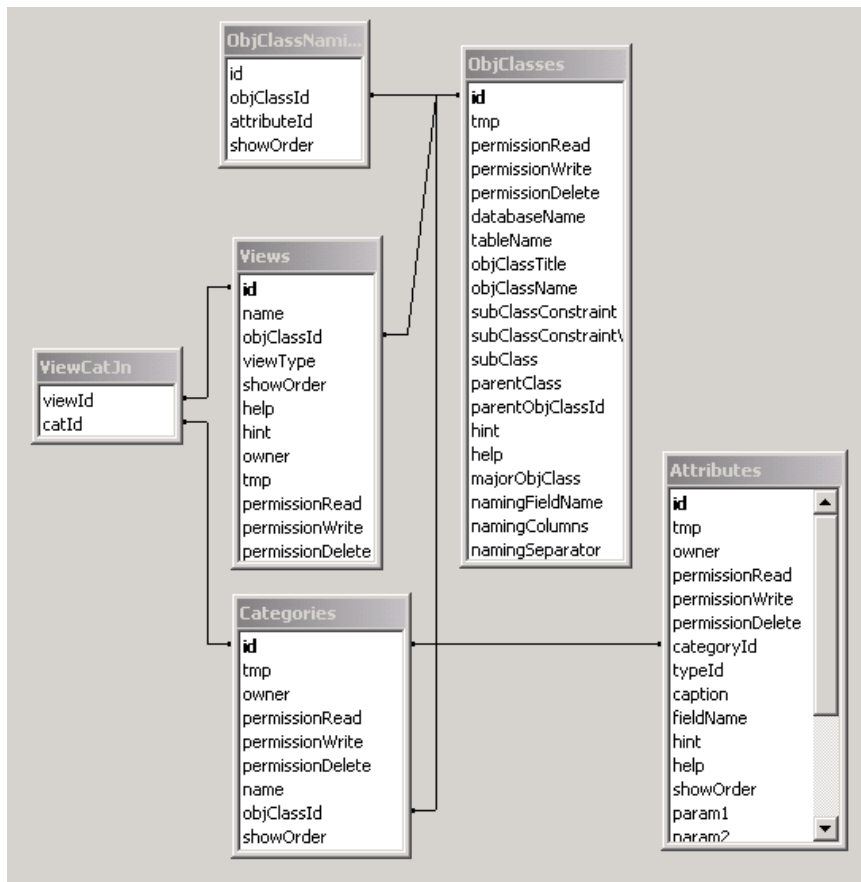 ObjClassNami...
id
objClassId
attributeId
showOrder
ObjClasses
id
tmp
permissionRead
permissionWrite
permissionDelete
databaseName
tableName
objClassTitle
objClassName
subClassConstraint
subClassConstraint
subClass
parentClass
parentObjClassId
hint
help
majorObjClass
namingFieldName
namingColumns
namingSeparator
Views
id
name
objClassId
viewType
showOrder
help
hint
owner
tmp
permissionRead
permissionWrite
permissionDelete
ViewCatJn
viewId
catId
Categories
id
tmp
owner
permissionRead
permissionWrite
permissionDelete
name
objClassId
showOrder
Attributes
id
tmp
owner
permissionRead
permissionWrite
permissionDelete
categoryId
typeId
caption
fieldName
hint
help
showOrder
param1
param2